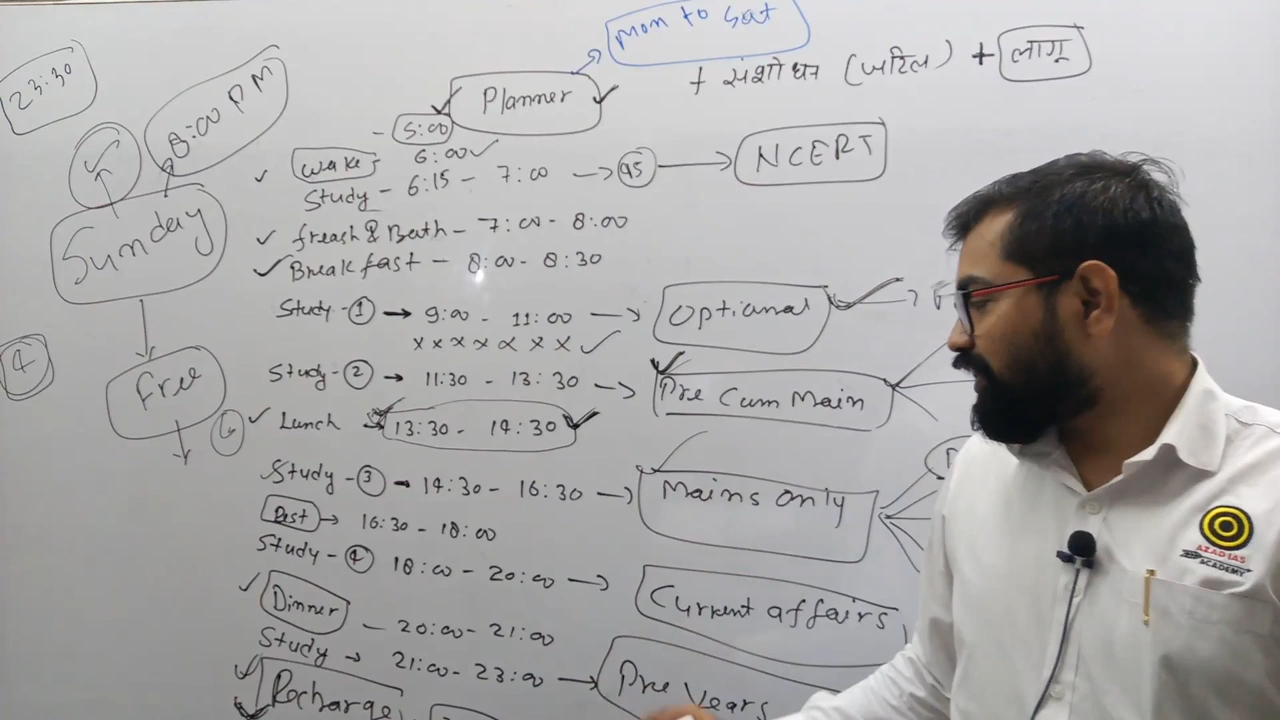 Mon to Sat
23:30
8:00 PM
Planner
+ संशोधन (जटिल) + लागू
- 5:00
Wake - 6:00
Study - 6:15 - 7:00 → 45 → NCERT
Sunday
freash & Bath - 7:00 - 8:00
Breakfast - 8:00 - 8:30
Study - 1 → 9:00 - 11:00 → Optional
x x x x x x x
4
Free
Study - 2 → 11:30 - 13:30 → Pre Cum Main
Lunch 13:30 - 14:30
Study - 3 - 14:30 - 16:30 → Mains Only
Rest → 16:30 - 18:00
Study - 4 18:00 - 20:00 → Current affairs
Dinner - 20:00 - 21:00
Study → 21:00 - 23:00 → Pre Years
Recharge
AZAD IAS
ACADEMY